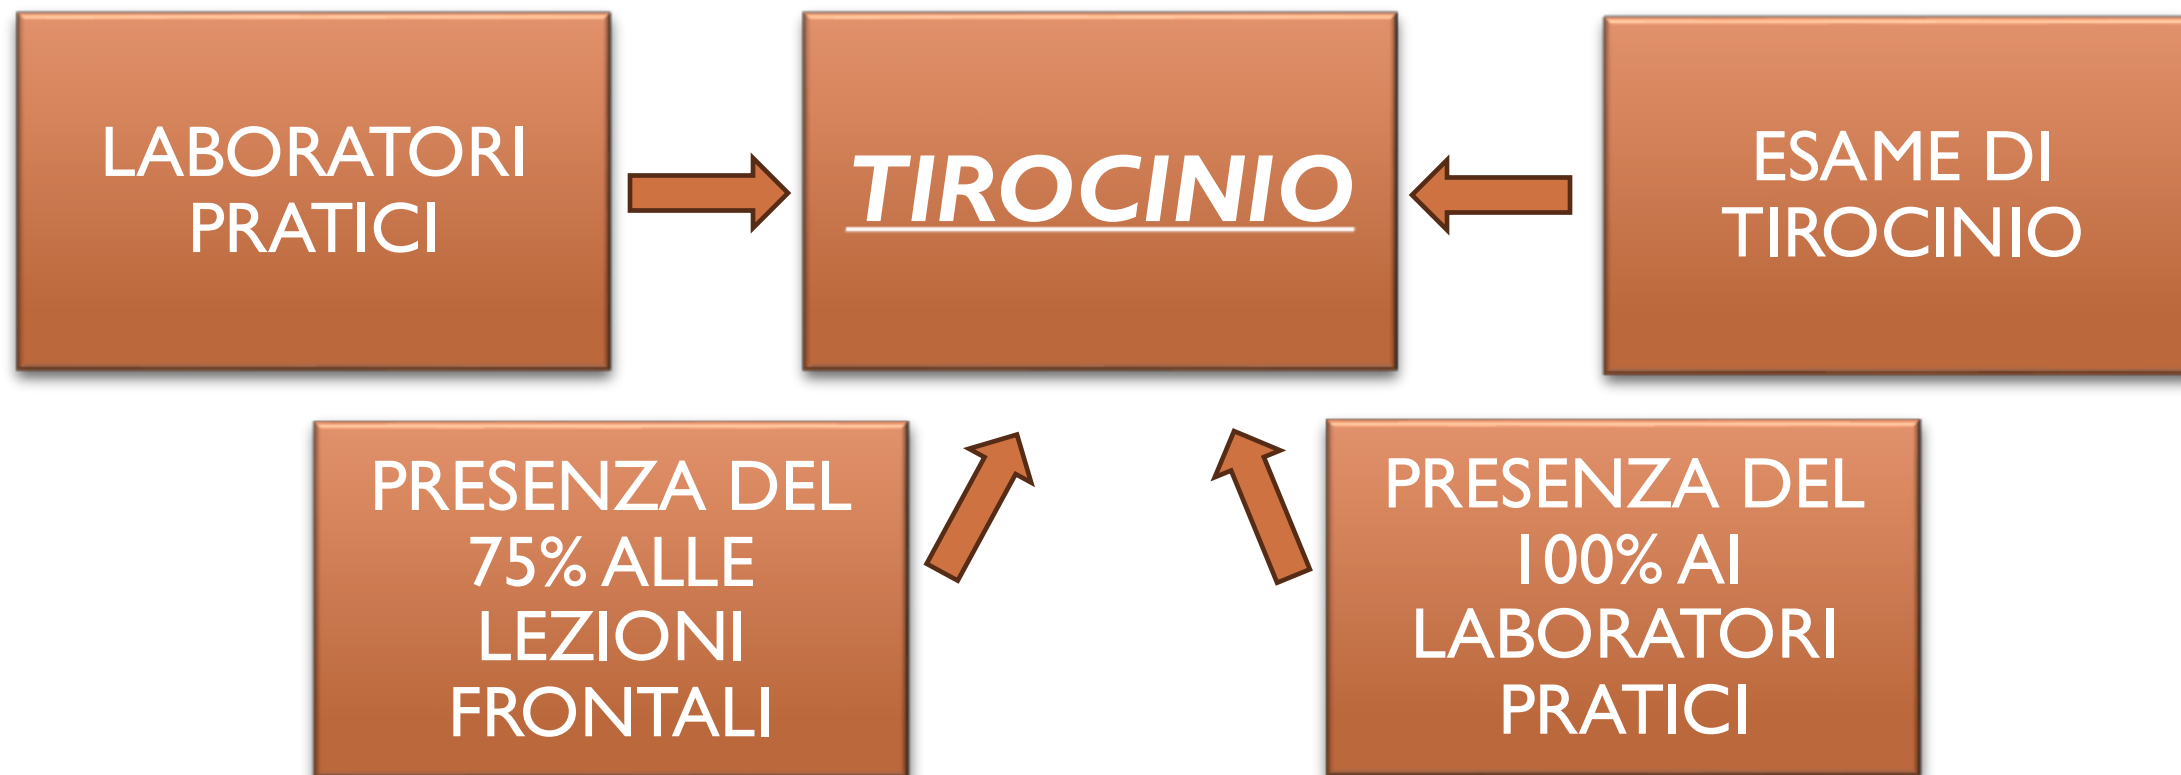 LABORATORI
PRATICI
TIROCINIO
ESAME DI
TIROCINIO
PRESENZA DEL
75% ALLE
LEZIONI
FRONTALI
PRESENZA DEL
100% AI
LABORATORI
PRATICI